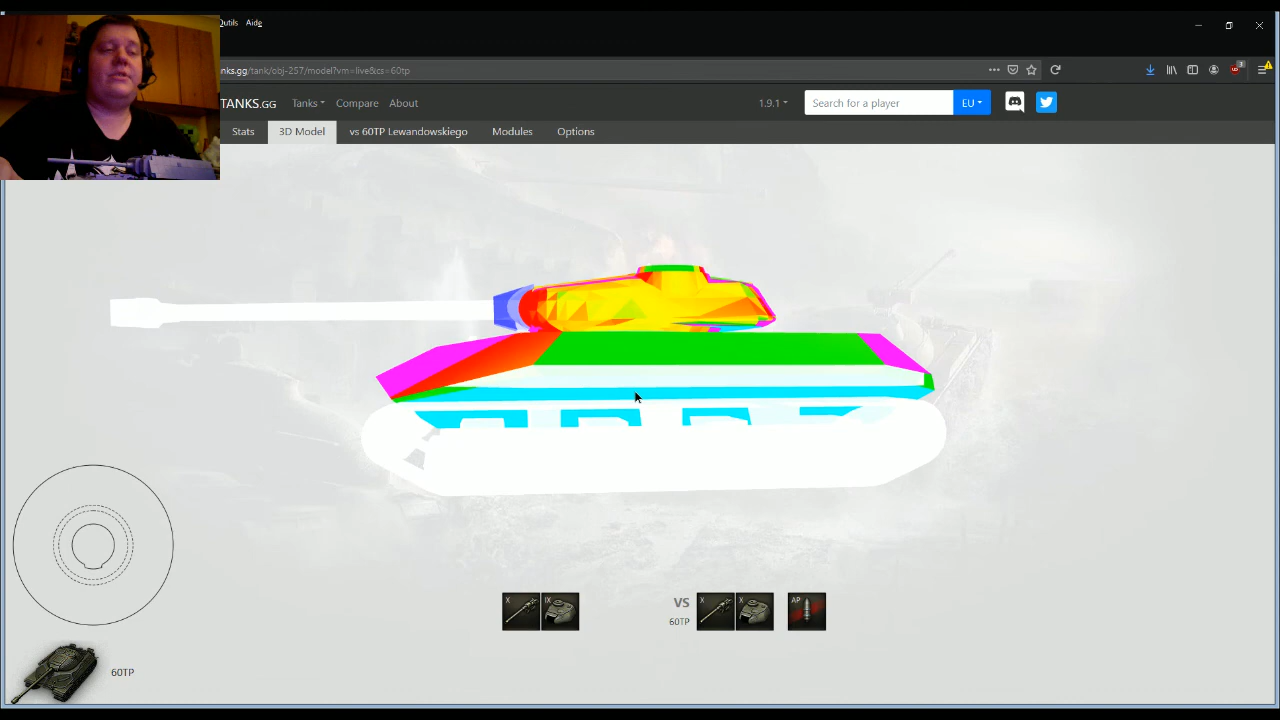 Outils Aide
nks.gg/tank/obj-257/model?vm=live&cs=60tp
TANKS.GG Tanks Compare About 1.9.1 Search for a player EU
Stats 3D Model vs 60TP Lewandowskiego Modules Options
X IX VS X X AP
60TP
60TP